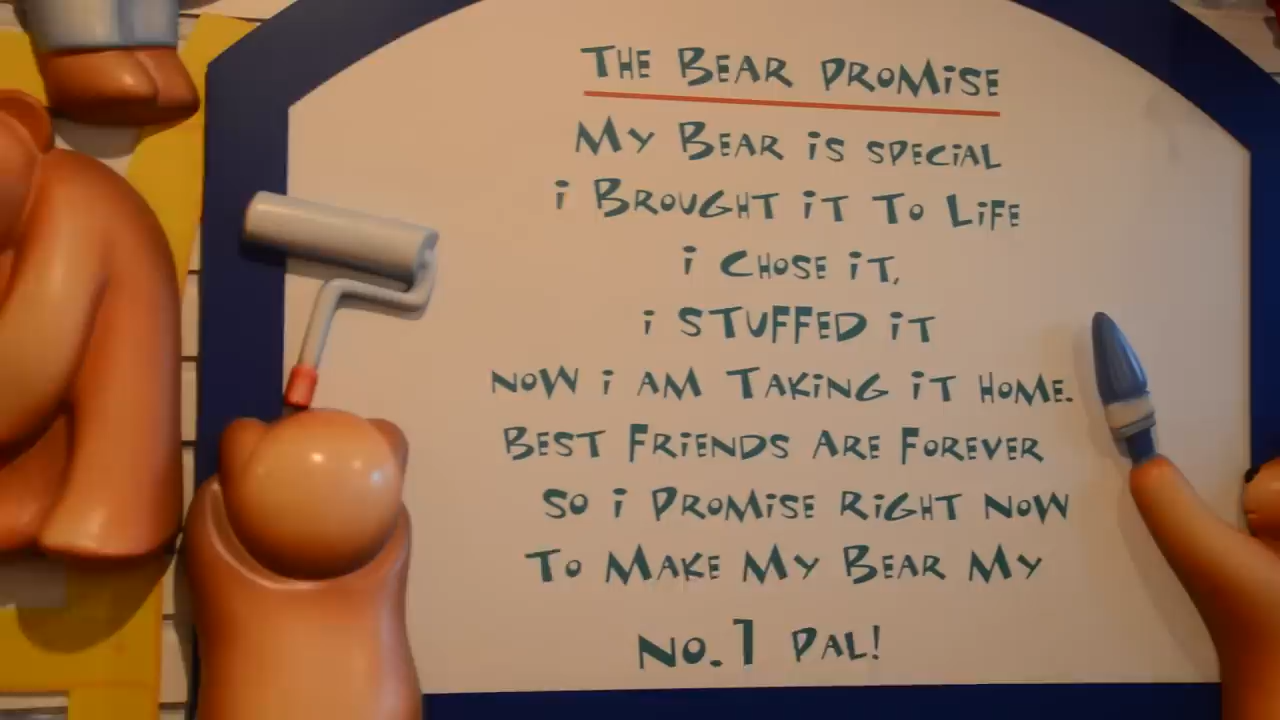 THE BEAR PROMiSE
MY BEAR iS SPECiAL
i BROUGHT iT TO LiFE
i CHOSE iT,
i STUFFED iT
NOW i AM TAKiNG iT HOME.
BEST FRiENDS ARE FOREVER
SO i PROMiSE RiGHT NOW
TO MAKE MY BEAR MY
NO.1 PAL!